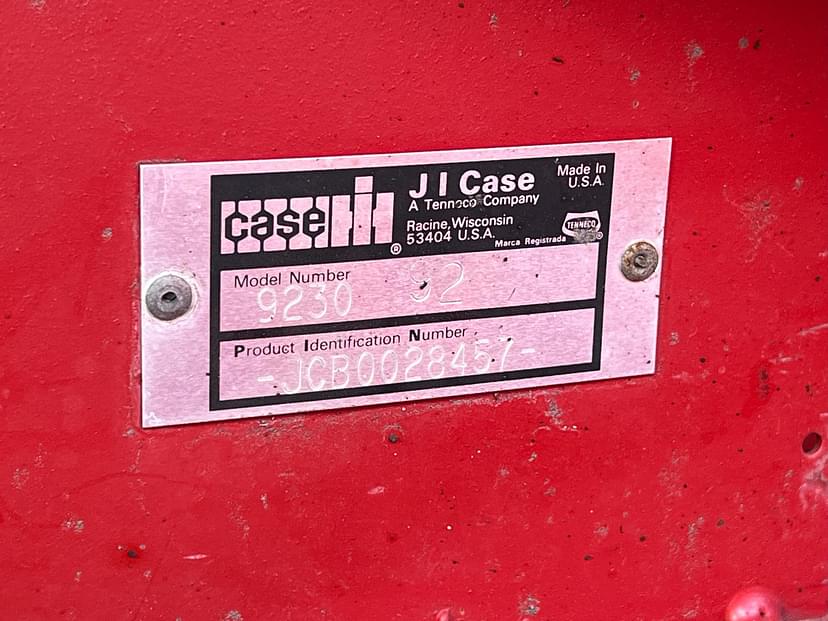 case IH ®
J I Case
A Tenneco Company
Racine, Wisconsin
53404 U.S.A.
Made In
U.S.A.
TENNECO ®
Marca Registrada
Model Number
9230 92
Product Identification Number
-JCB0028457-